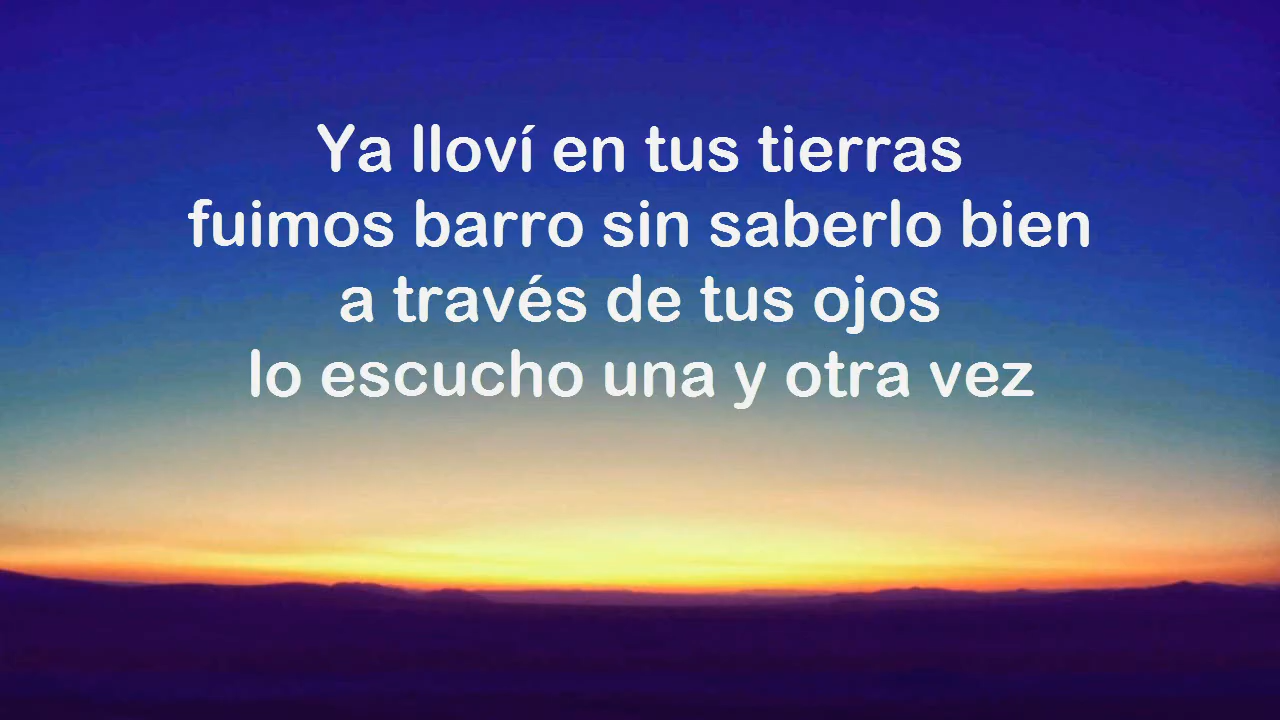 Ya lloví en tus tierras
fuimos barro sin saberlo bien
a través de tus ojos
lo escucho una y otra vez